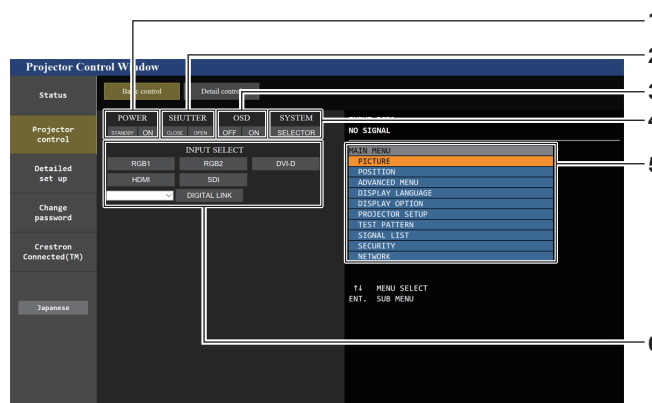 1
Projector Control Window
2
Status
Basic control
Detail control
3
POWER
SHUTTER
OSD
SYSTEM
4
STANDBY
ON
CLOSE
OPEN
OFF
ON
SELECTOR
NO SIGNAL
Projector
control
INPUT SELECT
RGB1
RGB2
DVI-D
HDMI
SDI
DIGITAL LINK
MAIN MENU
PICTURE
POSITION
ADVANCED MENU
DISPLAY LANGUAGE
DISPLAY OPTION
PROJECTOR SETUP
TEST PATTERN
SIGNAL LIST
SECURITY
NETWORK
5
Detailed
set up
Change
password
Crestron
Connected(TM)
↑↓ MENU SELECT
ENT. SUB MENU
Japanese
6